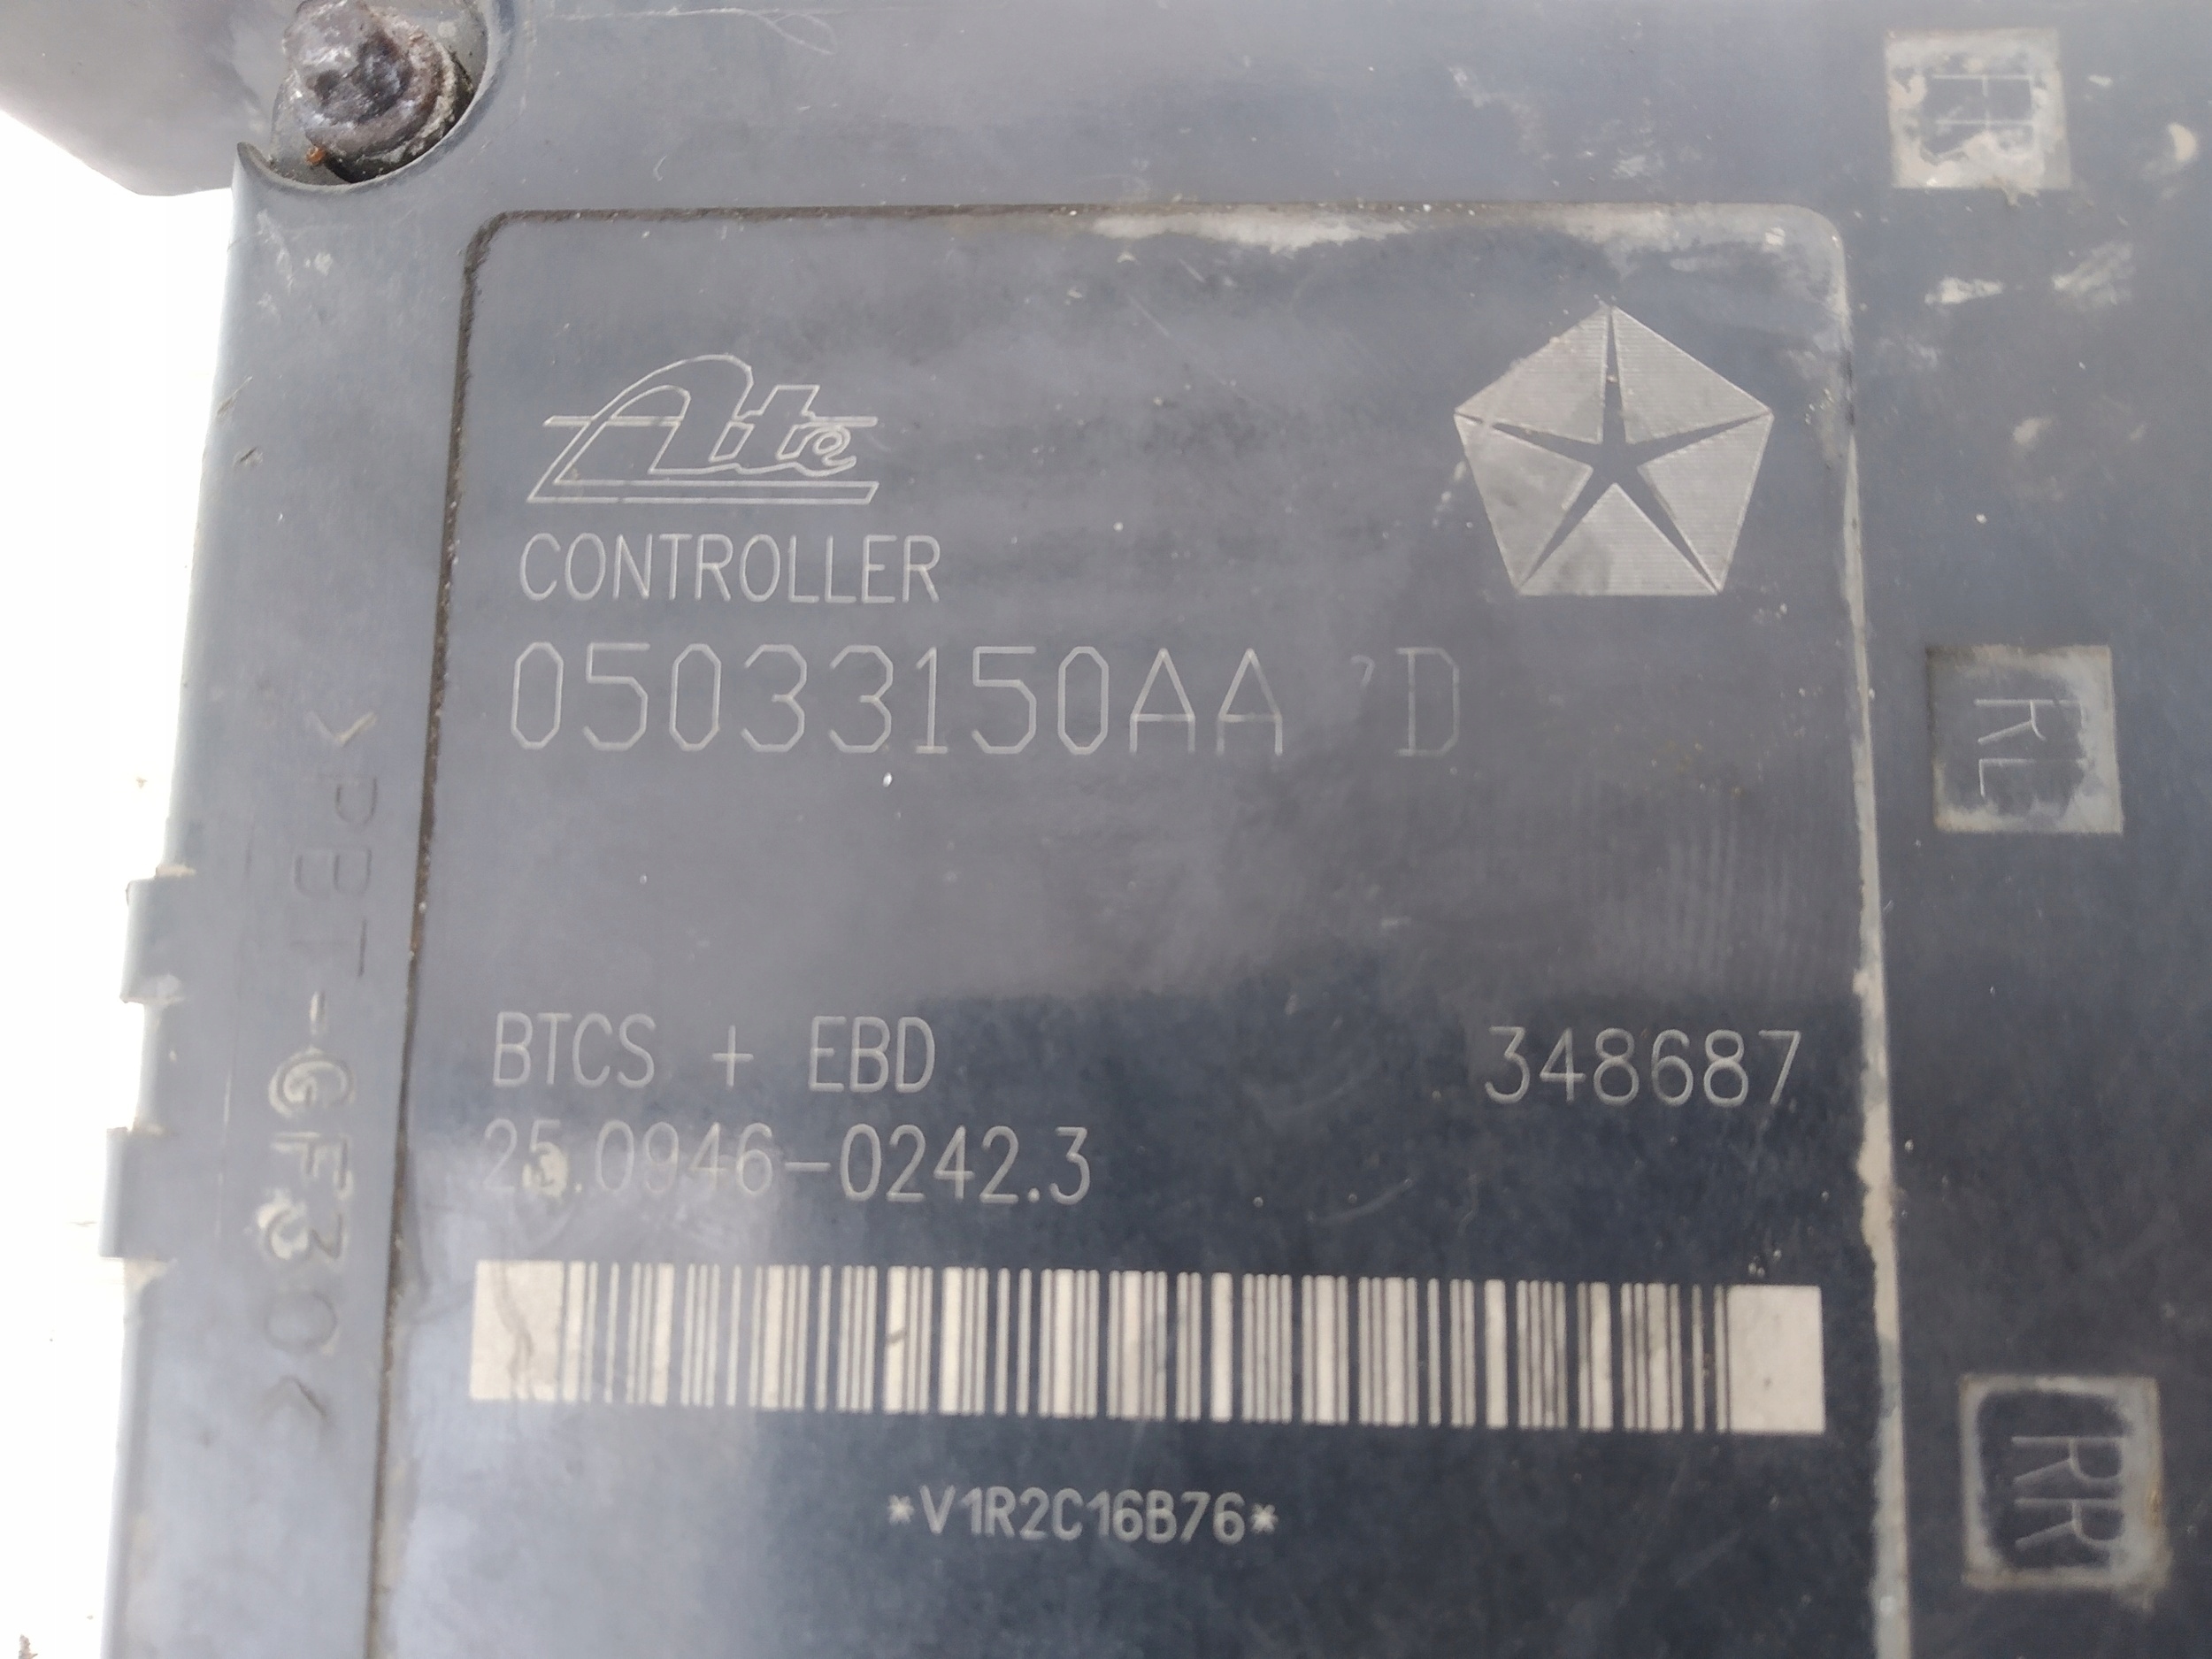 Ate
CONTROLLER
05033150AA D
BTCS + EBD
348687
25.0946-0242.3
*V1R2C16B76*
>PBT-GF30<
RL
RR